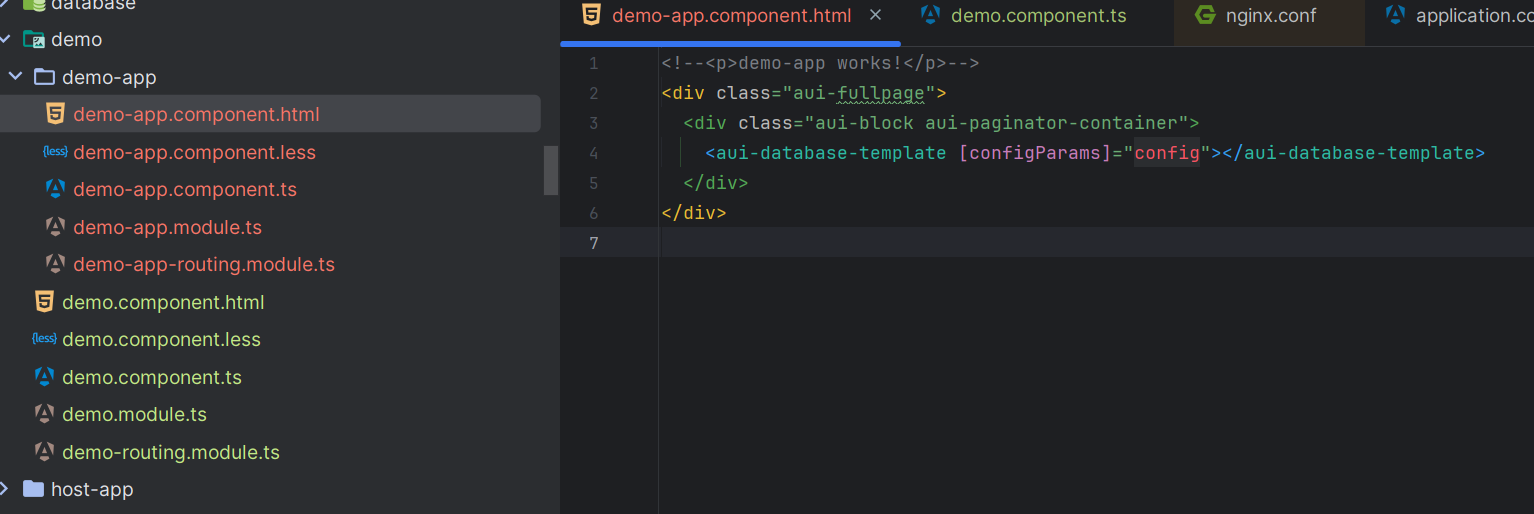 database
demo
demo-app
demo-app.component.html
{less} demo-app.component.less
demo-app.component.ts
demo-app.module.ts
demo-app-routing.module.ts
demo.component.html
{less} demo.component.less
demo.component.ts
demo.module.ts
demo-routing.module.ts
host-app
demo-app.component.html × demo.component.ts nginx.conf application.co
1 <!--<p>demo-app works!</p>-->
2 <div class="aui-fullpage">
3 <div class="aui-block aui-paginator-container">
4 <aui-database-template [configParams]="config"></aui-database-template>
5 </div>
6 </div>
7